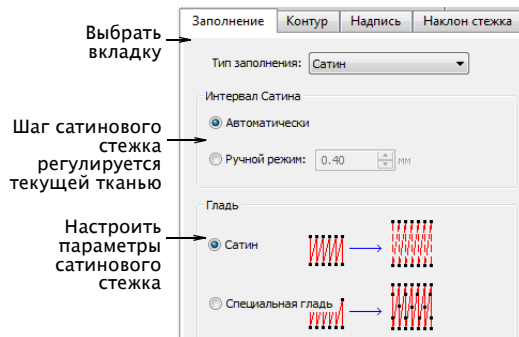 Выбрать
вкладку
Заполнение Контур Надпись Наклон стежка
Тип заполнения: Сатин
Интервал Сатина
Автоматически
Ручной режим: 0.40 мм
Шаг сатинового
стежка
регулируется
текущей тканью
Гладь
Сатин
Специальная гладь
Настроить
параметры
сатинового
стежка